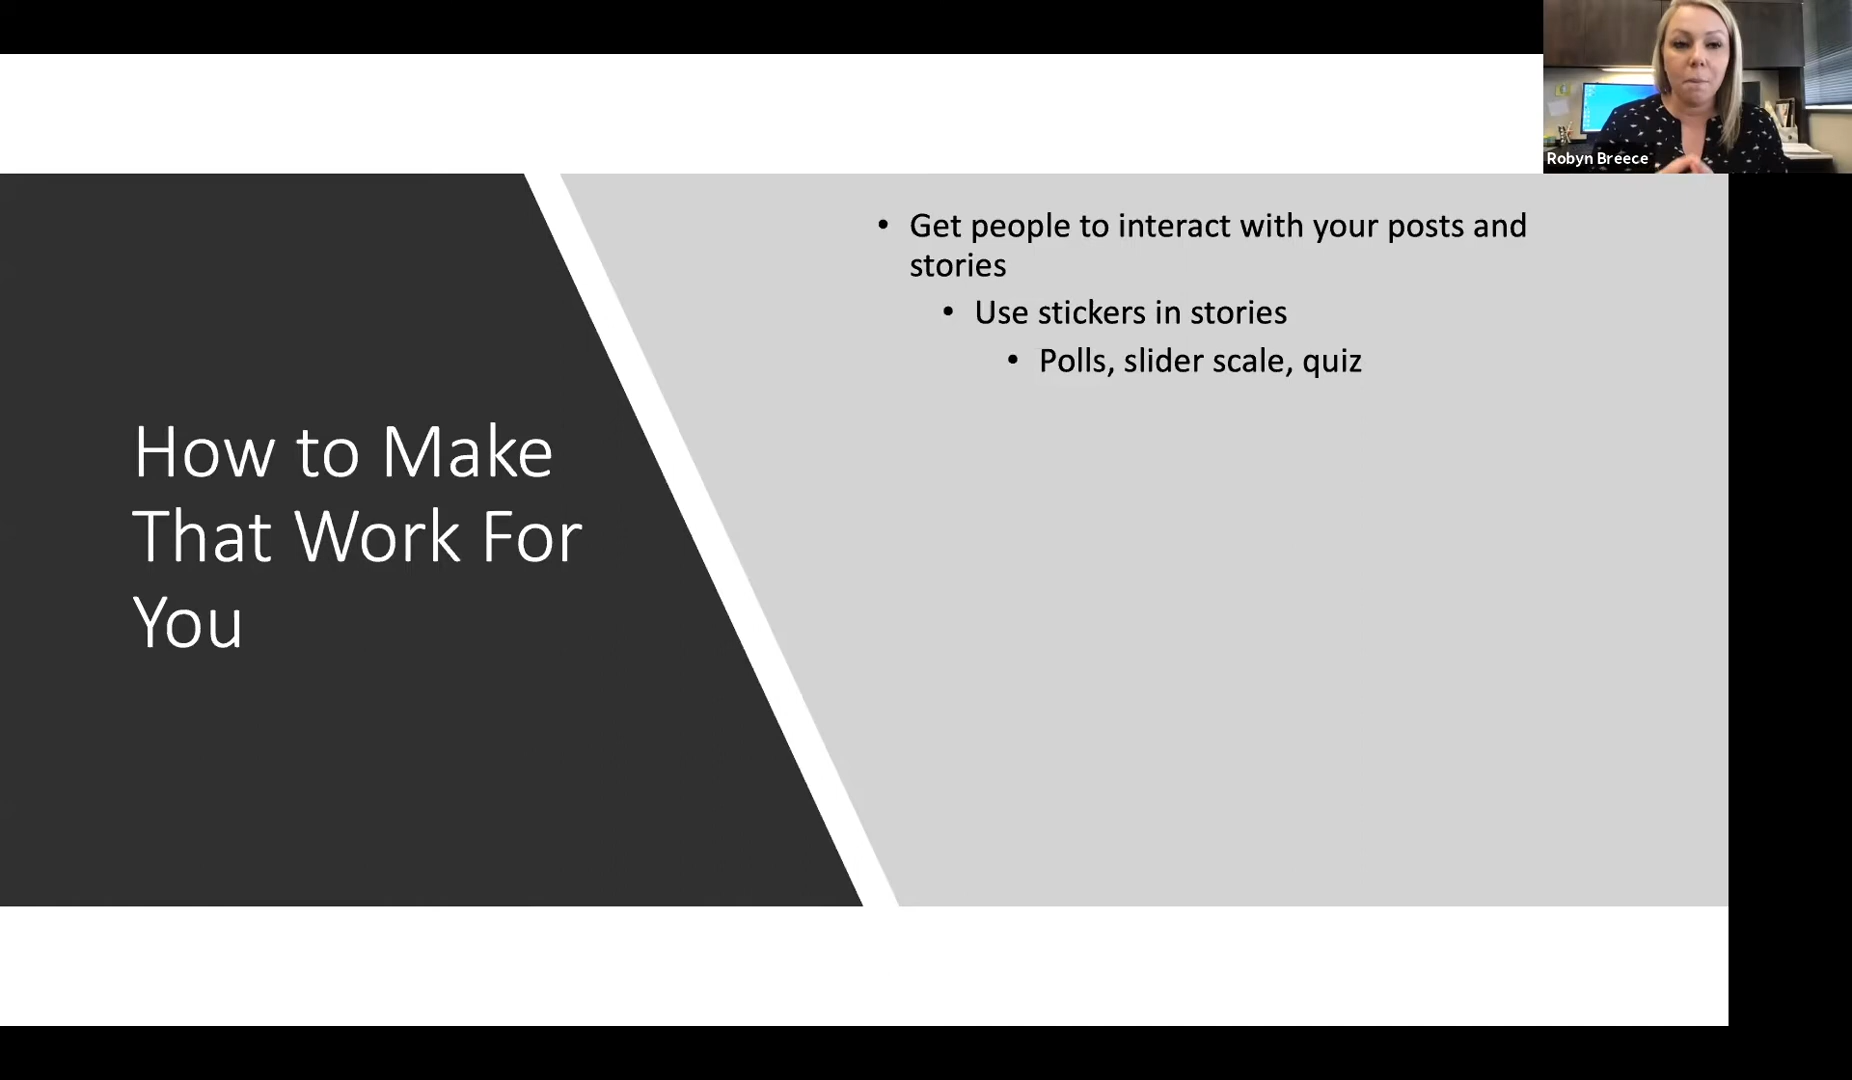 Robyn Breece
How to Make
That Work For
You
• Get people to interact with your posts and
stories
• Use stickers in stories
• Polls, slider scale, quiz